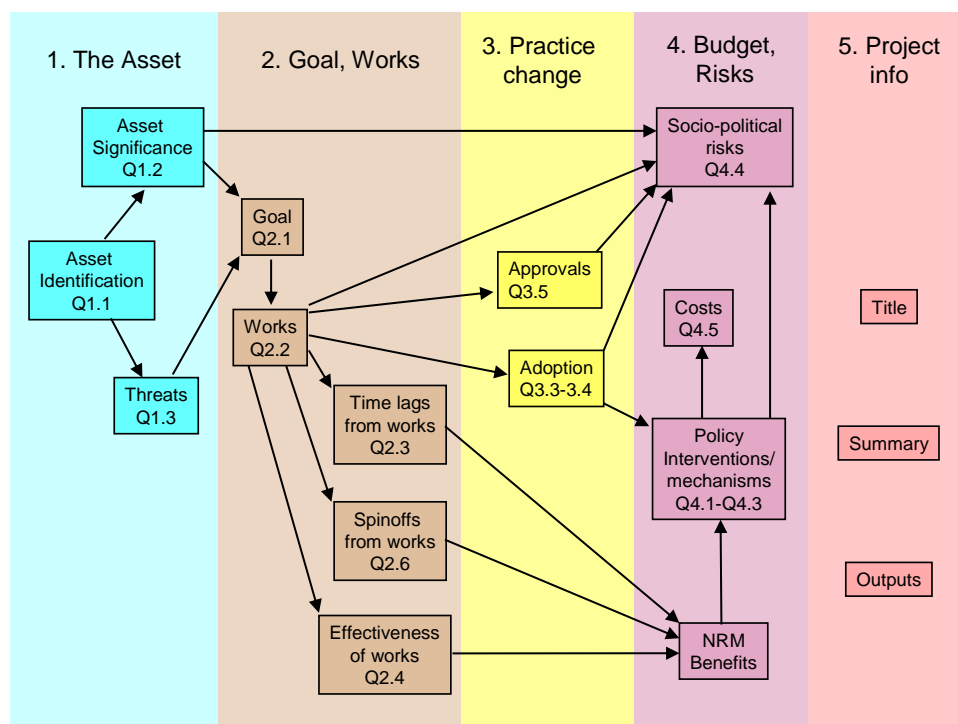 1. The Asset
2. Goal, Works
3. Practice
change
4. Budget,
Risks
5. Project
info
Asset
Significance
Q1.2
Asset
Identification
Q1.1
Threats
Q1.3
Goal
Q2.1
Works
Q2.2
Time lags
from works
Q2.3
Spinoffs
from works
Q2.6
Effectiveness
of works
Q2.4
Approvals
Q3.5
Adoption
Q3.3-3.4
Socio-political
risks
Q4.4
Costs
Q4.5
Policy
Interventions/
mechanisms
Q4.1-Q4.3
NRM
Benefits
Title
Summary
Outputs